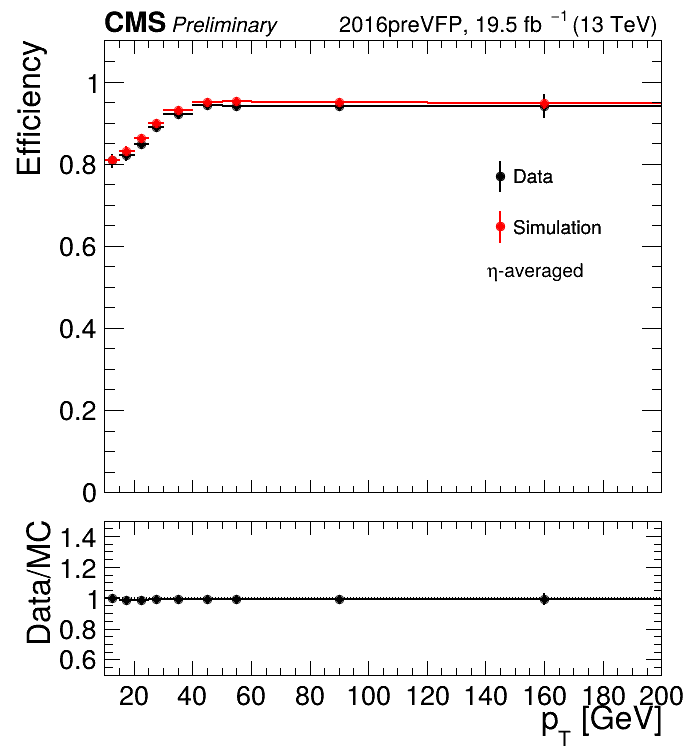 CMS Preliminary 2016preVFP, 19.5 fb⁻¹ (13 TeV)
Efficiency
1
0.8
0.6
0.4
0.2
0
Data
Simulation
η-averaged
Data/MC
1.4
1.2
1
0.8
0.6
20 40 60 80 100 120 140 160 180 200
p_T [GeV]